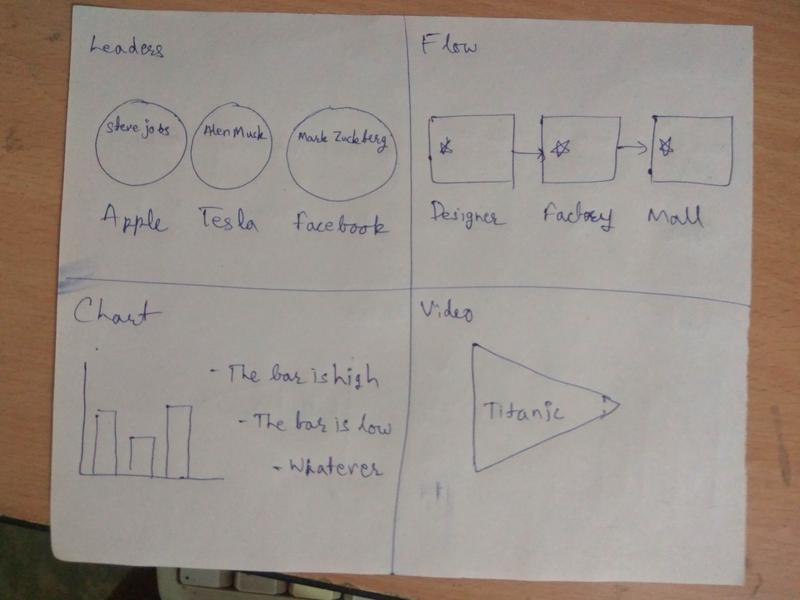 Leaders
Steve jobs
Alen Musk
Mark Zuckberg
Apple
Tesla
Facebook
Flow
Designer
Factory
Mall
Chart
- The bar is high
- The bar is low
- Whatever
Video
Titanic